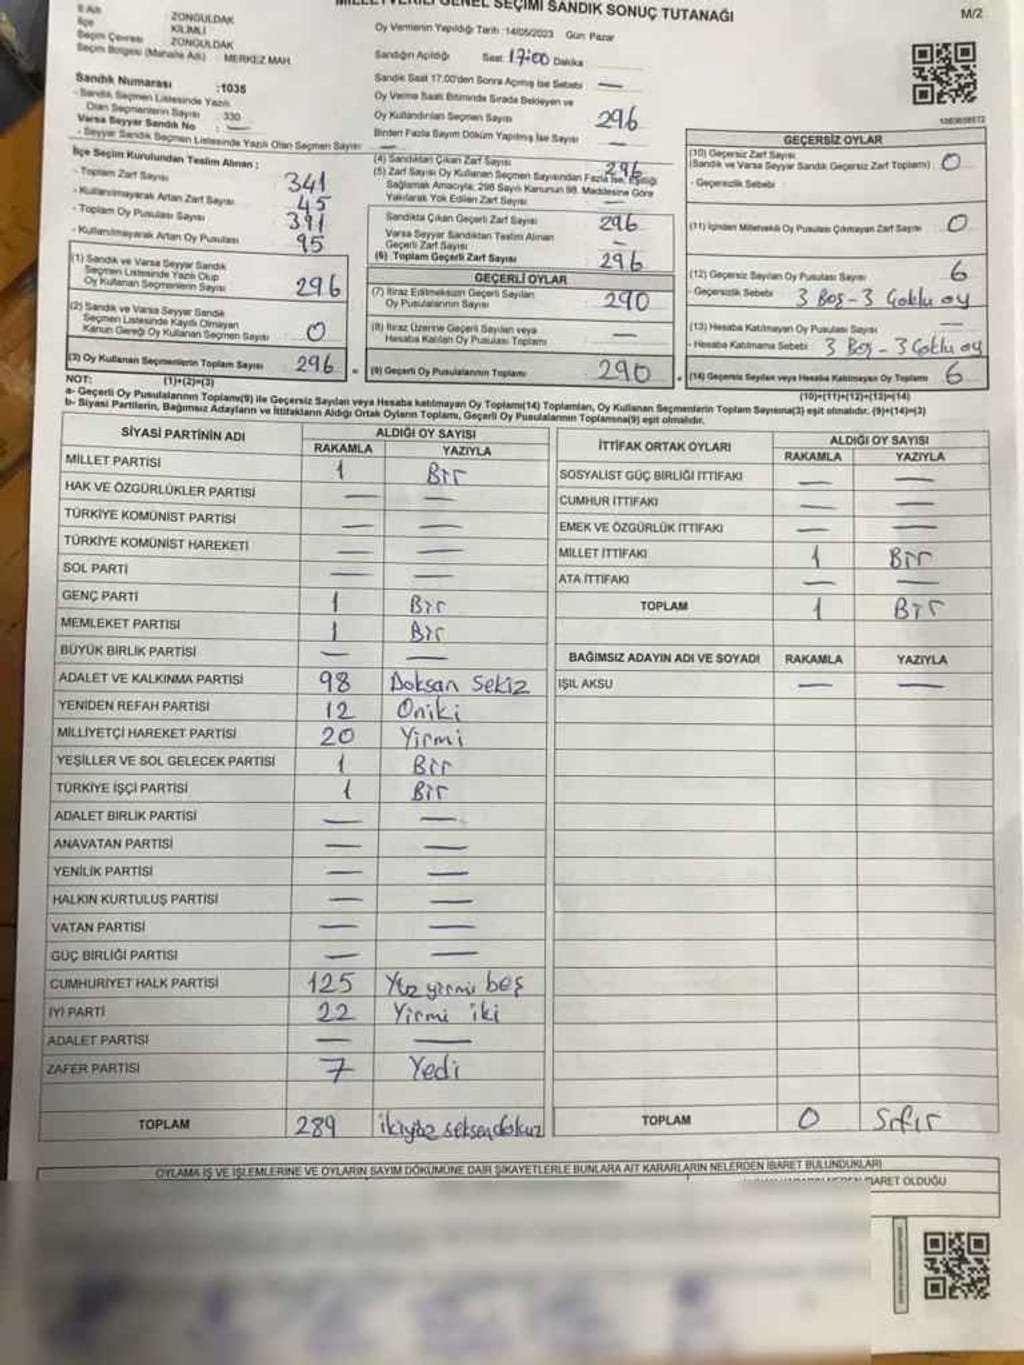 MİLLETVEKİLİ GENEL SEÇİMİ SANDIK SONUÇ TUTANAĞI
M/2
İl Adı ZONGULDAK
İlçe KİLİMLİ
Seçim Çevresi ZONGULDAK
Seçim Bölgesi (Mahalle Adı) : MERKEZ MAH.
Sandık Numarası :1035
- Sandık Seçmen Listesinde Yazılı
Olan Seçmenlerin Sayısı 330
Varsa Seyyar Sandık No : —
- Seyyar Sandık Seçmen Listesinde Yazılı Olan Seçmen Sayısı —
İlçe Seçim Kurulundan Teslim Alınan :
- Toplam Zarf Sayısı 341
- Kullanılmayarak Artan Zarf Sayısı 45
- Toplam Oy Pusulası Sayısı 391
- Kullanılmayarak Artan Oy Pusulası 95
(1) Sandık ve Varsa Seyyar Sandık
Seçmen Listesinde Yazılı Olup
Oy Kullanan Seçmenlerin Sayısı 296
(2) Sandık ve Varsa Seyyar Sandık
Seçmen Listesinde Kayıtlı Olmayan
Kanun Gereği Oy Kullanan Seçmen Sayısı 0
(3) Oy Kullanan Seçmenlerin Toplam Sayısı 296
(1)+(2)=(3)
Oy Vermenin Yapıldığı Tarih :14/05/2023 Gün: Pazar
Sandığın Açıldığı Saat 17:00 Dakika
Sandık Saat 17.00'den Sonra Açılmış İse Sebebi —
Oy Verme Saati Bitiminde Sırada Bekleyen ve
Oy Kullandırılan Seçmen Sayısı 296
Birden Fazla Sayım Döküm Yapılmış İse Sayısı —
(4) Sandıktan Çıkan Zarf Sayısı 296
(5) Zarf Sayısı Oy Kullanan Seçmen Sayısından Fazla İse, Eşitliği
Sağlamak Amacıyla, 298 Sayılı Kanunun 98. Maddesine Göre
Yakılarak Yok Edilen Zarf Sayısı —
Sandıkta Çıkan Geçerli Zarf Sayısı 296
Varsa Seyyar Sandıktan Teslim Alınan
Geçerli Zarf Sayısı —
(6) Toplam Geçerli Zarf Sayısı 296
GEÇERLİ OYLAR
(7) İtiraz Edilmeksizin Geçerli Sayılan
Oy Pusulalarının Sayısı 290
(8) İtiraz Üzerine Geçerli Sayılan veya
Hesaba Katılan Oy Pusulası Toplamı —
(9) Geçerli Oy Pusulalarının Toplamı 290
GEÇERSİZ OYLAR
(10) Geçersiz Zarf Sayısı
(Sandık ve Varsa Seyyar Sandık Geçersiz Zarf Toplamı) : 0
- Geçersizlik Sebebi
(11) İçinden Milletvekili Oy Pusulası Çıkmayan Zarf Sayısı 0
(12) Geçersiz Sayılan Oy Pusulası Sayısı 6
- Geçersizlik Sebebi 3 Boş - 3 Çoklu oy
(13) Hesaba Katılmayan Oy Pusulası Sayısı —
- Hesaba Katılmama Sebebi 3 Boş - 3 Çoklu oy
(14) Geçersiz Sayılan veya Hesaba Katılmayan Oy Toplamı 6
(10)+(11)+(12)+(13)=(14)
NOT:
a- Geçerli Oy Pusulalarının Toplamı(9) ile Geçersiz Sayılan veya Hesaba katılmayan Oy Toplamı(14) Toplamları, Oy Kullanan Seçmenlerin Toplam Sayısına(3) eşit olmalıdır. (9)+(14)=(3)
b- Siyasi Partilerin, Bağımsız Adayların ve İttifakların Aldığı Ortak Oyların Toplamı, Geçerli Oy Pusulalarının Toplamına(9) eşit olmalıdır.
SİYASİ PARTİNİN ADI ALDIĞI OY SAYISI
RAKAMLA YAZIYLA
MİLLET PARTİSİ 1 Bir
HAK VE ÖZGÜRLÜKLER PARTİSİ — —
TÜRKİYE KOMÜNİST PARTİSİ — —
TÜRKİYE KOMÜNİST HAREKETİ — —
SOL PARTİ — —
GENÇ PARTİ 1 Bir
MEMLEKET PARTİSİ 1 Bir
BÜYÜK BİRLİK PARTİSİ — —
ADALET VE KALKINMA PARTİSİ 98 Doksan Sekiz
YENİDEN REFAH PARTİSİ 12 Oniki
MİLLİYETÇİ HAREKET PARTİSİ 20 Yirmi
YEŞİLLER VE SOL GELECEK PARTİSİ 1 Bir
TÜRKİYE İŞÇİ PARTİSİ 1 Bir
ADALET BİRLİK PARTİSİ — —
ANAVATAN PARTİSİ — —
YENİLİK PARTİSİ — —
HALKIN KURTULUŞ PARTİSİ — —
VATAN PARTİSİ — —
GÜÇ BİRLİĞİ PARTİSİ — —
CUMHURİYET HALK PARTİSİ 125 Yüz yirmi beş
İYİ PARTİ 22 Yirmi iki
ADALET PARTİSİ — —
ZAFER PARTİSİ 7 Yedi
TOPLAM 289 ikiyüz seksendokuz
İTTİFAK ORTAK OYLARI ALDIĞI OY SAYISI
RAKAMLA YAZIYLA
SOSYALİST GÜÇ BİRLİĞİ İTTİFAKI — —
CUMHUR İTTİFAKI — —
EMEK VE ÖZGÜRLÜK İTTİFAKI — —
MİLLET İTTİFAKI 1 Bir
ATA İTTİFAKI — —
TOPLAM 1 Bir
BAĞIMSIZ ADAYIN ADI VE SOYADI RAKAMLA YAZIYLA
IŞIL AKSU — —
TOPLAM 0 Sıfır
OYLAMA İŞ VE İŞLEMLERİNE VE OYLARIN SAYIM DÖKÜMÜNE DAİR ŞİKAYETLERLE BUNLARA AİT KARARLARIN NELERDEN İBARET BULUNDUKLARI
İBARET OLDUĞU